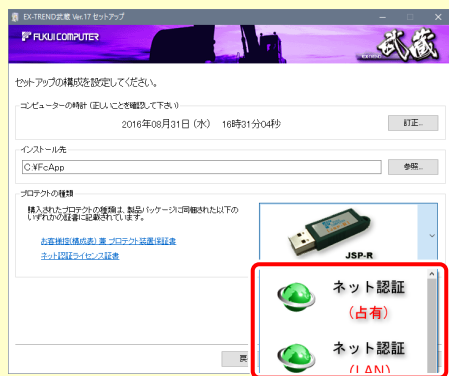 EX-TREND武蔵 Ver.17 セットアップ
FUKUI COMPUTER
武蔵
セットアップの構成を設定してください。
コンピューターの時計 (正しいことを確認して下さい)
2016年08月31日 (水) 16時31分04秒
訂正...
インストール先
C:¥FcApp
参照...
プロテクトの種類
購入されたプロテクトの種類は、製品パッケージに同梱された以下の
いずれかの証書に記載されています。
お客様控(構成表) 兼 プロテクト装置保証書
ネット認証ライセンス証書
JSP-R
ネット認証
(占有)
ネット認証
(LAN)
戻